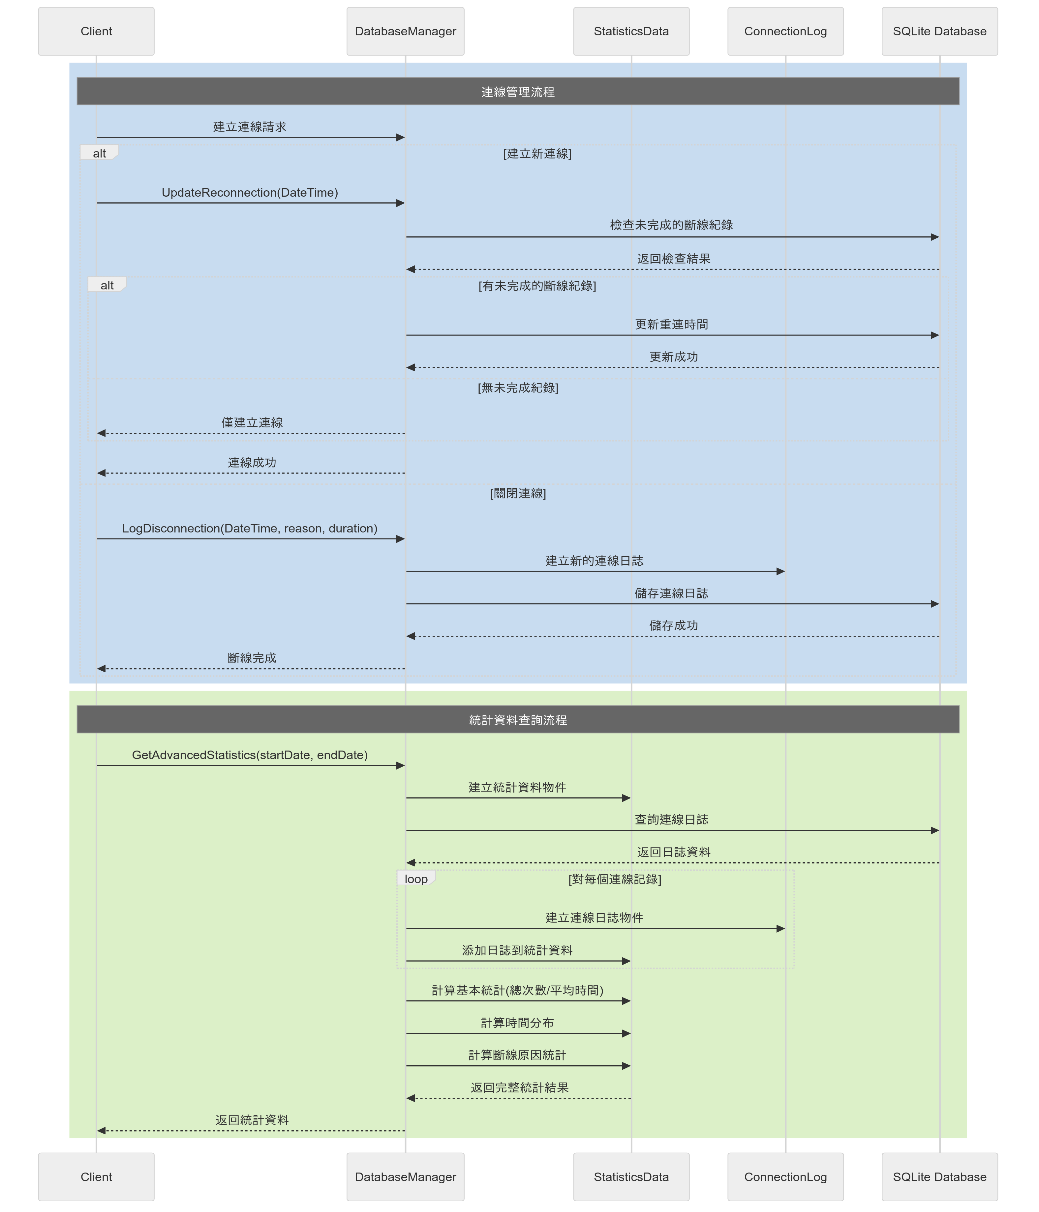 Client
DatabaseManager
StatisticsData
ConnectionLog
SQLite Database
連線管理流程
建立連線請求
alt
[建立新連線]
UpdateReconnection(DateTime)
檢查未完成的斷線紀錄
返回檢查結果
alt
[有未完成的斷線紀錄]
更新重連時間
更新成功
[無未完成紀錄]
僅建立連線
連線成功
[關閉連線]
LogDisconnection(DateTime, reason, duration)
建立新的連線日誌
儲存連線日誌
儲存成功
斷線完成
統計資料查詢流程
GetAdvancedStatistics(startDate, endDate)
建立統計資料物件
查詢連線日誌
返回日誌資料
loop
[對每個連線記錄]
建立連線日誌物件
添加日誌到統計資料
計算基本統計(總次數/平均時間)
計算時間分布
計算斷線原因統計
返回完整統計結果
返回統計資料
Client
DatabaseManager
StatisticsData
ConnectionLog
SQLite Database